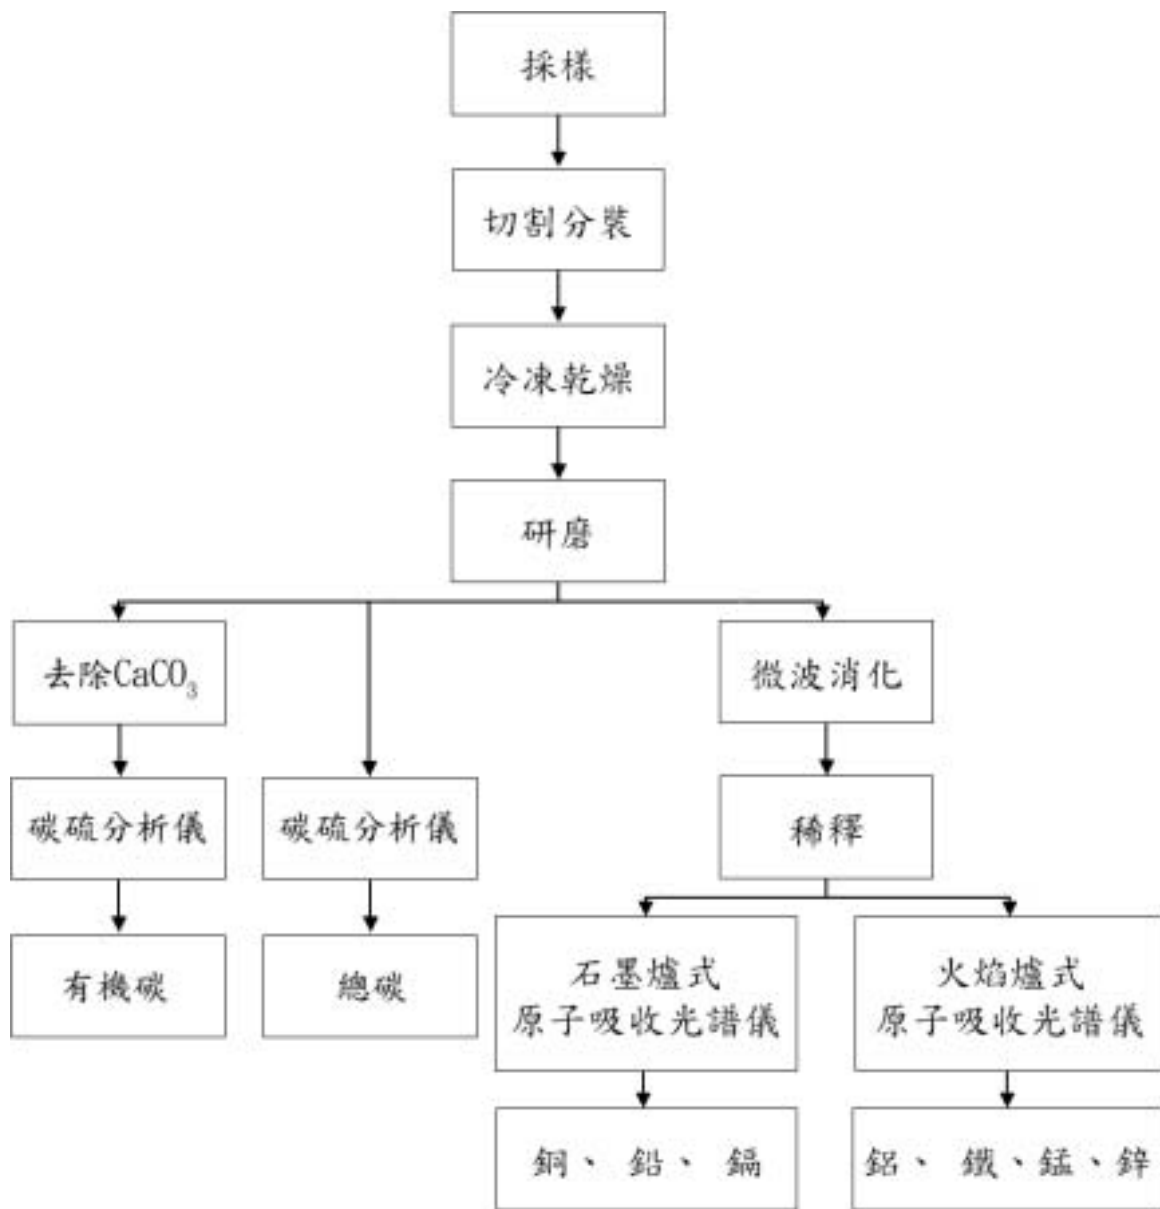 採樣
切割分裝
冷凍乾燥
研磨
去除CaCO₃
微波消化
碳硫分析儀
碳硫分析儀
稀釋
有機碳
總碳
石墨爐式
原子吸收光譜儀
火焰爐式
原子吸收光譜儀
銅、鉛、鎘
鋁、鐵、錳、鋅